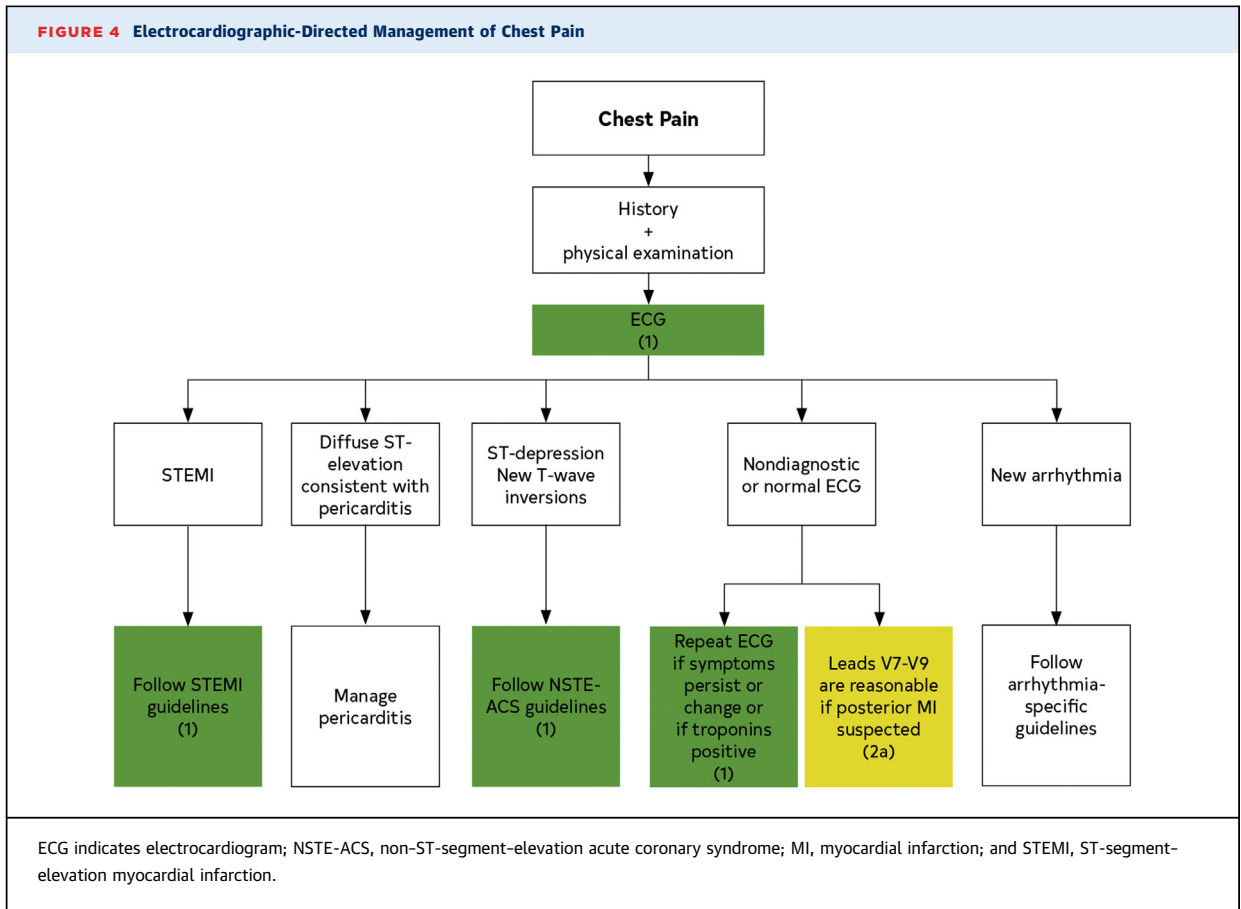 FIGURE 4 Electrocardiographic-Directed Management of Chest Pain
Chest Pain
History
+
physical examination
ECG
(1)
STEMI
Diffuse ST-
elevation
consistent with
pericarditis
ST-depression
New T-wave
inversions
Nondiagnostic
or normal ECG
New arrhythmia
Follow STEMI
guidelines
(1)
Manage
pericarditis
Follow NSTE-
ACS guidelines
(1)
Repeat ECG
if symptoms
persist or
change or
if troponins
positive
(1)
Leads V7-V9
are reasonable
if posterior MI
suspected
(2a)
Follow
arrhythmia-
specific
guidelines
ECG indicates electrocardiogram; NSTE-ACS, non–ST-segment–elevation acute coronary syndrome; MI, myocardial infarction; and STEMI, ST-segment–
elevation myocardial infarction.